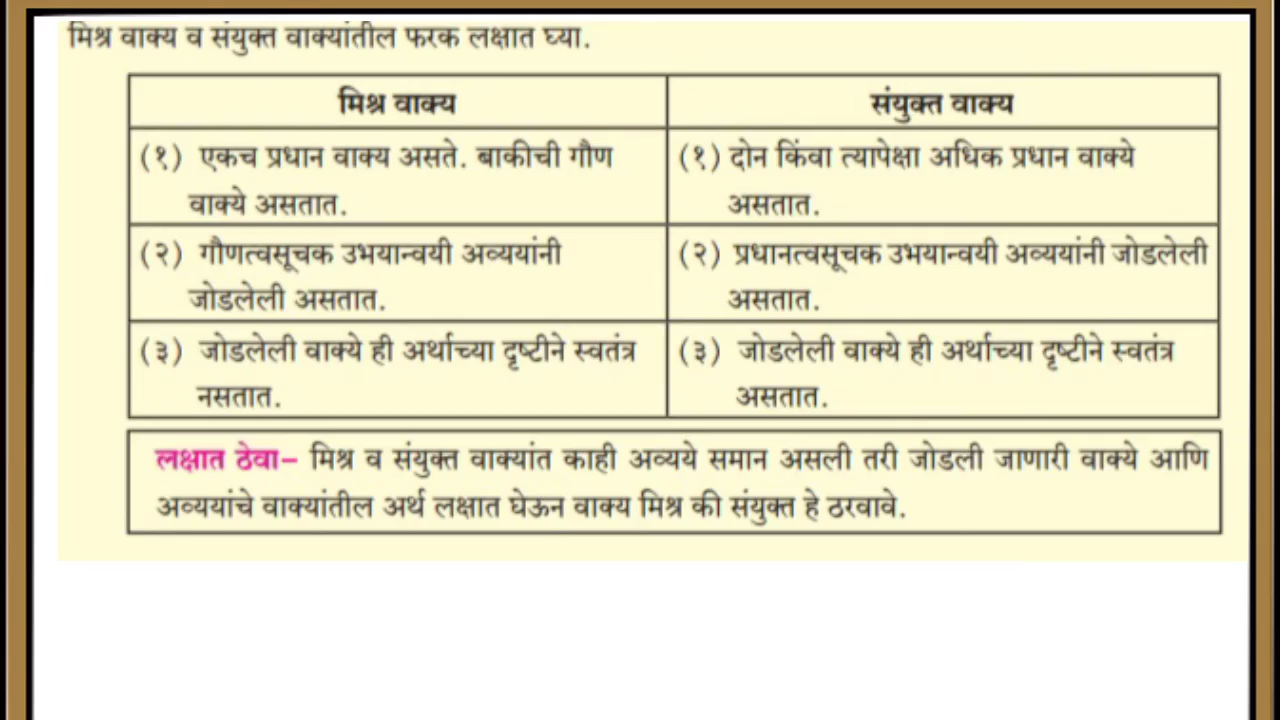 मिश्र वाक्य व संयुक्त वाक्यांतील फरक लक्षात घ्या.
मिश्र वाक्य
संयुक्त वाक्य
(१) एकच प्रधान वाक्य असते. बाकीची गौण
वाक्ये असतात.
(१) दोन किंवा त्यापेक्षा अधिक प्रधान वाक्ये
असतात.
(२) गौणत्वसूचक उभयान्वयी अव्ययांनी
जोडलेली असतात.
(२) प्रधानत्वसूचक उभयान्वयी अव्ययांनी जोडलेली
असतात.
(३) जोडलेली वाक्ये ही अर्थाच्या दृष्टीने स्वतंत्र
नसतात.
(३) जोडलेली वाक्ये ही अर्थाच्या दृष्टीने स्वतंत्र
असतात.
लक्षात ठेवा– मिश्र व संयुक्त वाक्यांत काही अव्यये समान असली तरी जोडली जाणारी वाक्ये आणि
अव्ययांचे वाक्यांतील अर्थ लक्षात घेऊन वाक्य मिश्र की संयुक्त हे ठरवावे.